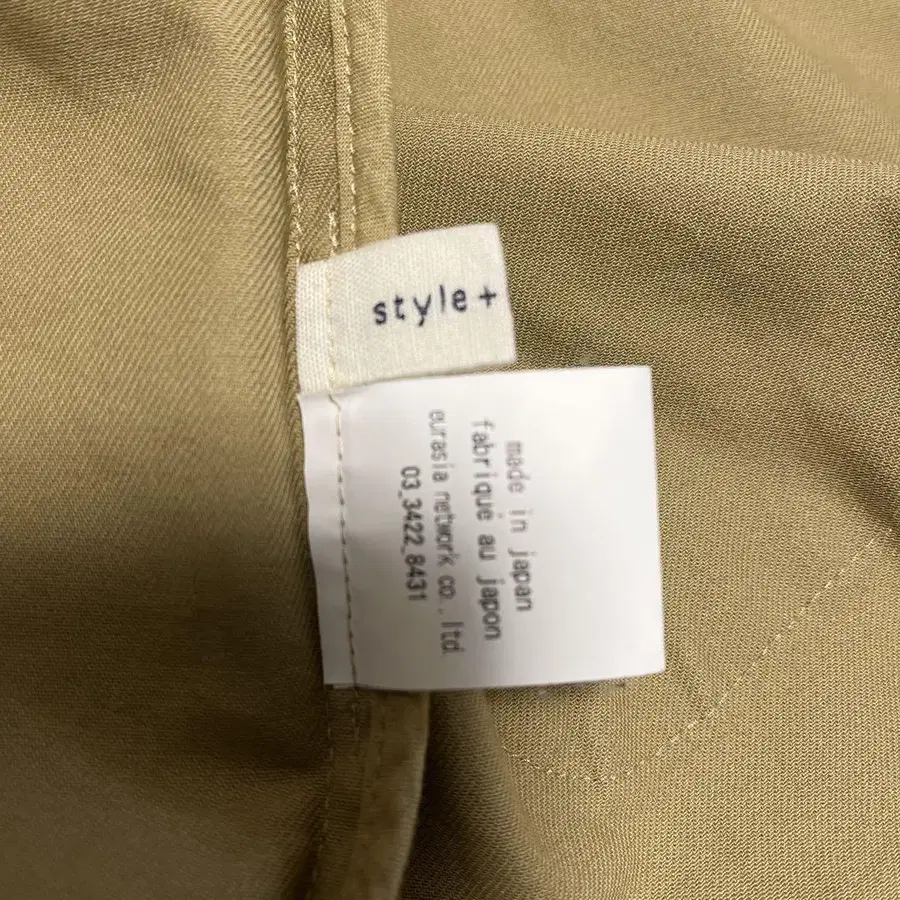 style+
made in japan
fabriqué au japon
eurasia network co., ltd.
03_3422_8431